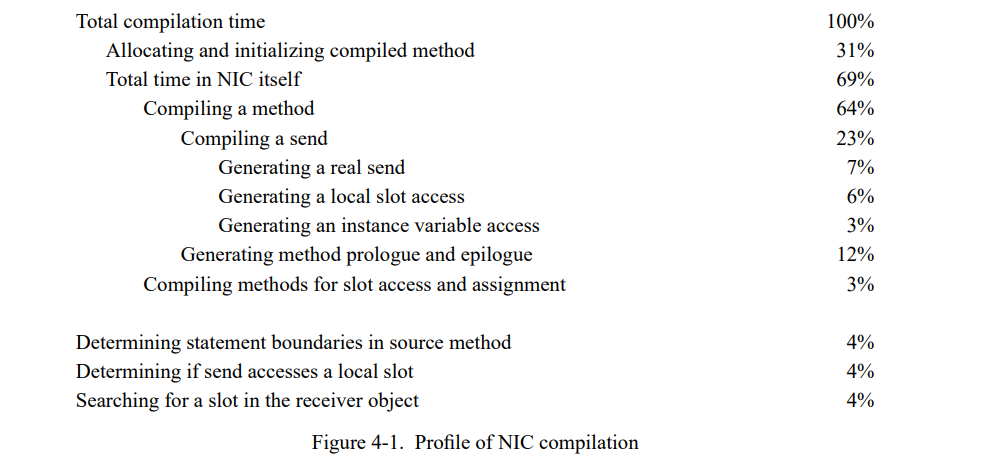 Total compilation time 100%
Allocating and initializing compiled method 31%
Total time in NIC itself 69%
Compiling a method 64%
Compiling a send 23%
Generating a real send 7%
Generating a local slot access 6%
Generating an instance variable access 3%
Generating method prologue and epilogue 12%
Compiling methods for slot access and assignment 3%
Determining statement boundaries in source method 4%
Determining if send accesses a local slot 4%
Searching for a slot in the receiver object 4%
Figure 4-1. Profile of NIC compilation